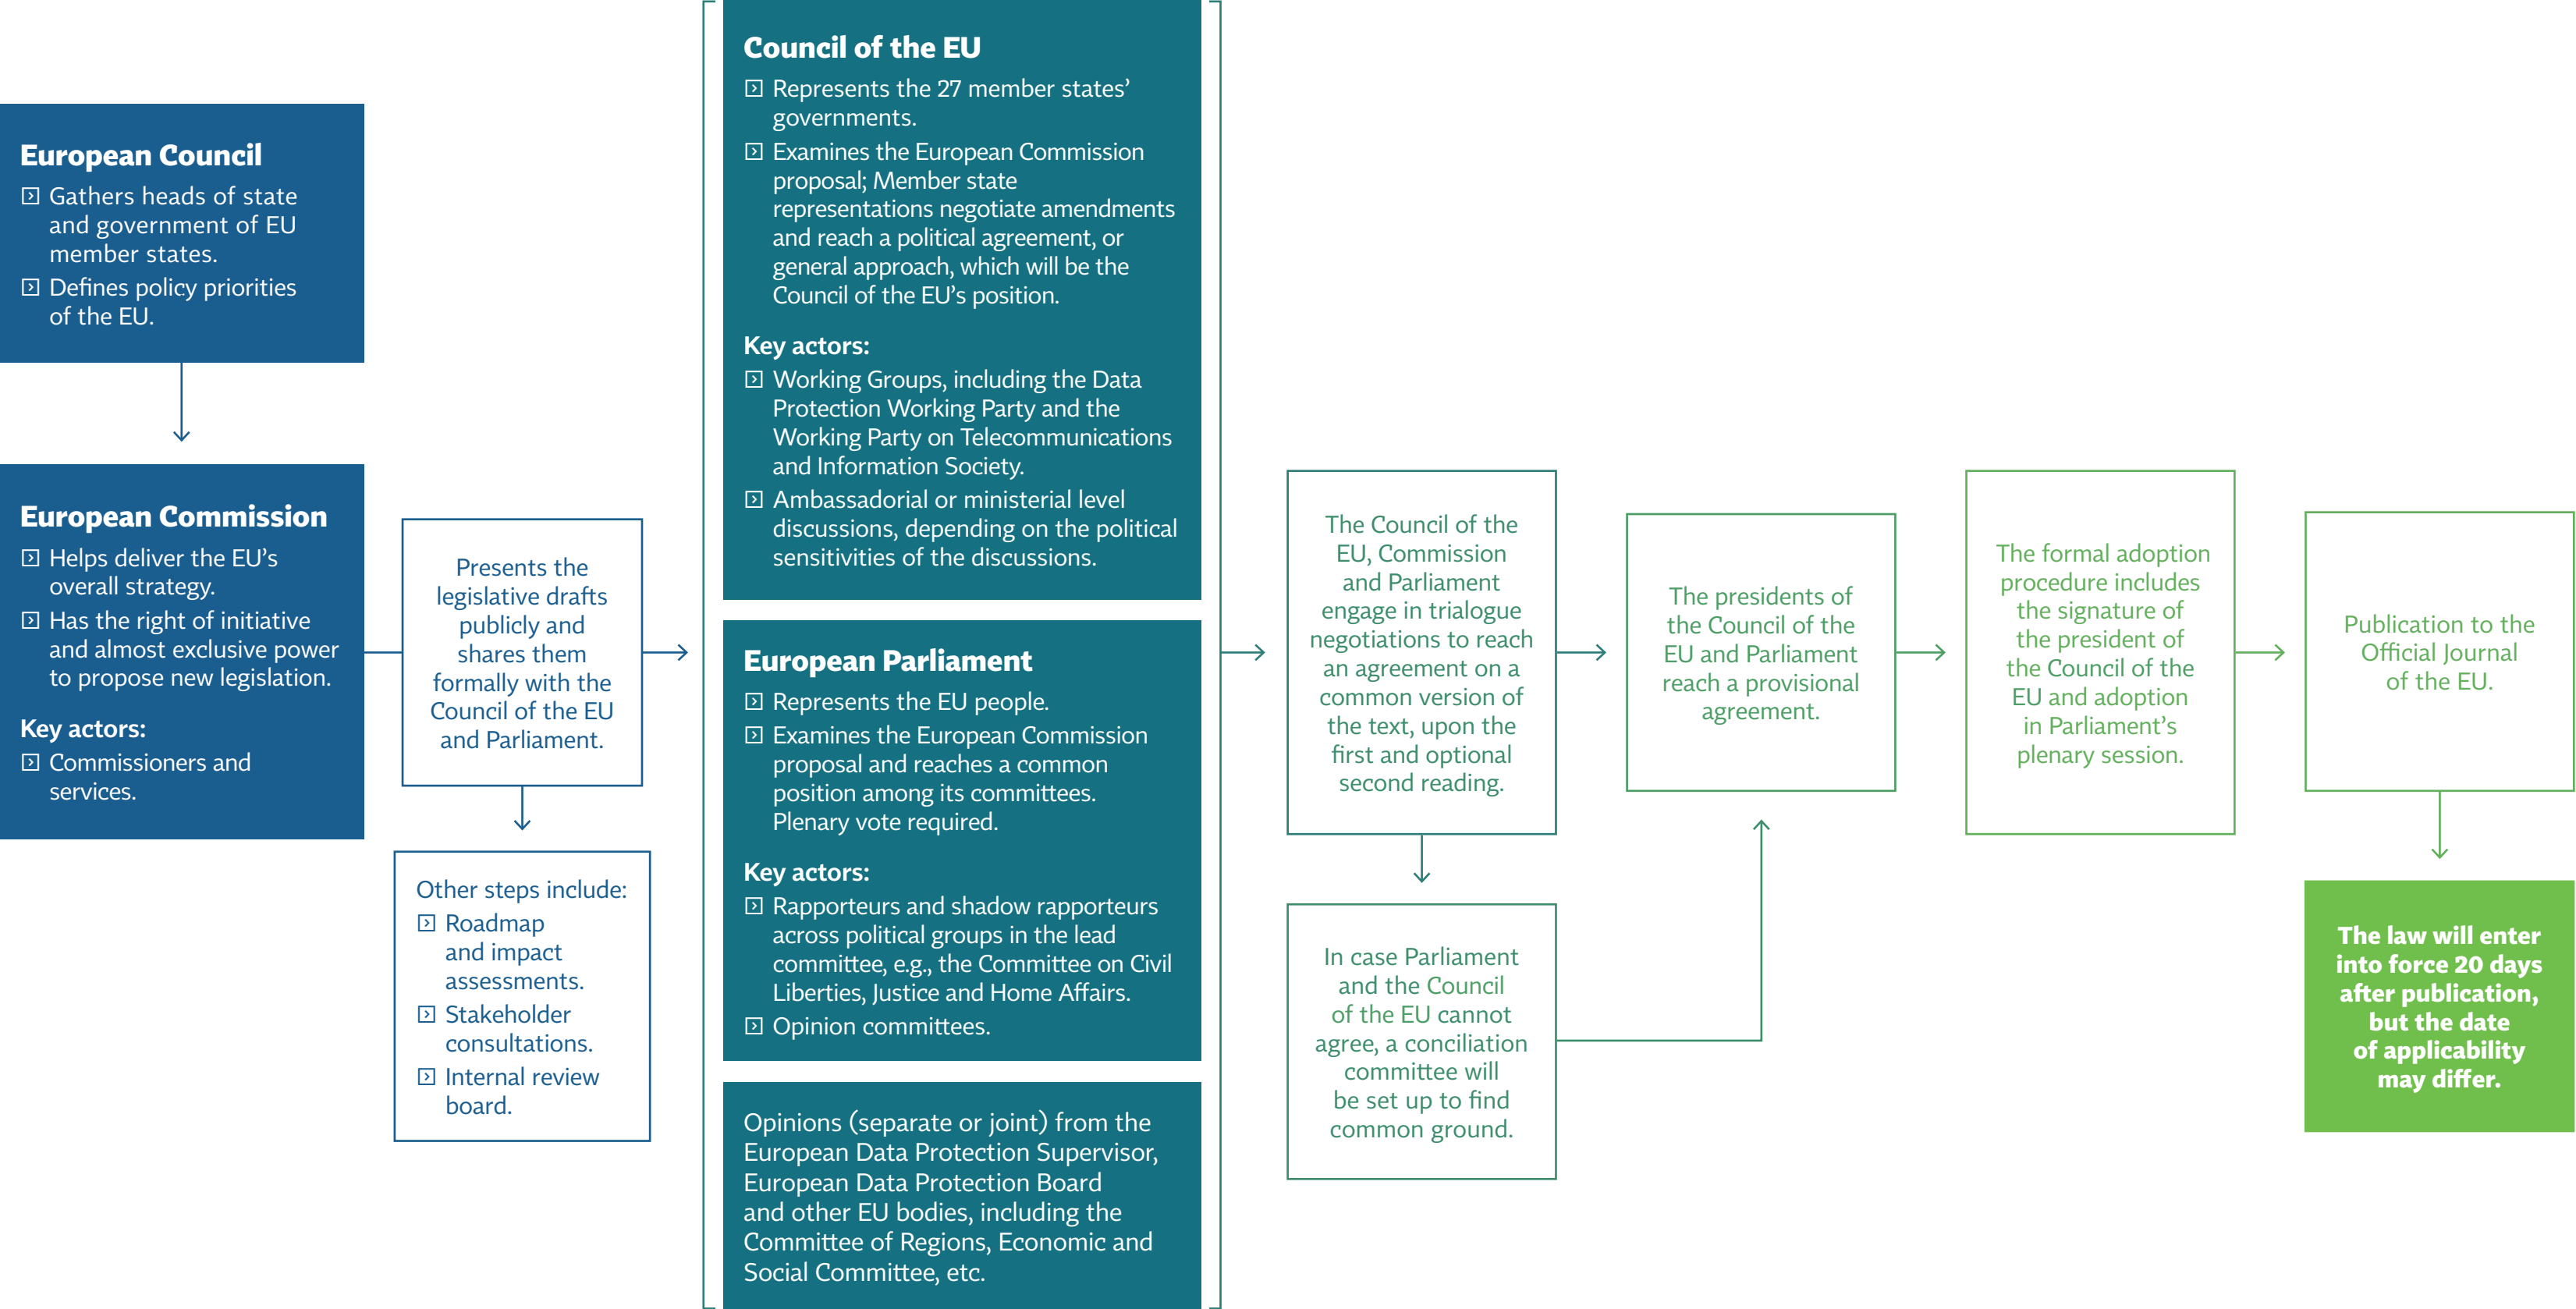 European Council
Gathers heads of state
and government of EU
member states.
Defines policy priorities
of the EU.
European Commission
Helps deliver the EU’s
overall strategy.
Has the right of initiative
and almost exclusive power
to propose new legislation.
Key actors:
Commissioners and
services.
Presents the
legislative drafts
publicly and
shares them
formally with the
Council of the EU
and Parliament.
Other steps include:
Roadmap
and impact
assessments.
Stakeholder
consultations.
Internal review
board.
Council of the EU
Represents the 27 member states’
governments.
Examines the European Commission
proposal; Member state
representations negotiate amendments
and reach a political agreement, or
general approach, which will be the
Council of the EU’s position.
Key actors:
Working Groups, including the Data
Protection Working Party and the
Working Party on Telecommunications
and Information Society.
Ambassadorial or ministerial level
discussions, depending on the political
sensitivities of the discussions.
European Parliament
Represents the EU people.
Examines the European Commission
proposal and reaches a common
position among its committees.
Plenary vote required.
Key actors:
Rapporteurs and shadow rapporteurs
across political groups in the lead
committee, e.g., the Committee on Civil
Liberties, Justice and Home Affairs.
Opinion committees.
Opinions (separate or joint) from the
European Data Protection Supervisor,
European Data Protection Board
and other EU bodies, including the
Committee of Regions, Economic and
Social Committee, etc.
The Council of the
EU, Commission
and Parliament
engage in trialogue
negotiations to reach
an agreement on a
common version of
the text, upon the
first and optional
second reading.
In case Parliament
and the Council
of the EU cannot
agree, a conciliation
committee will
be set up to find
common ground.
The presidents of
the Council of the
EU and Parliament
reach a provisional
agreement.
The formal adoption
procedure includes
the signature of
the president of
the Council of the
EU and adoption
in Parliament’s
plenary session.
Publication to the
Official Journal
of the EU.
The law will enter
into force 20 days
after publication,
but the date
of applicability
may differ.